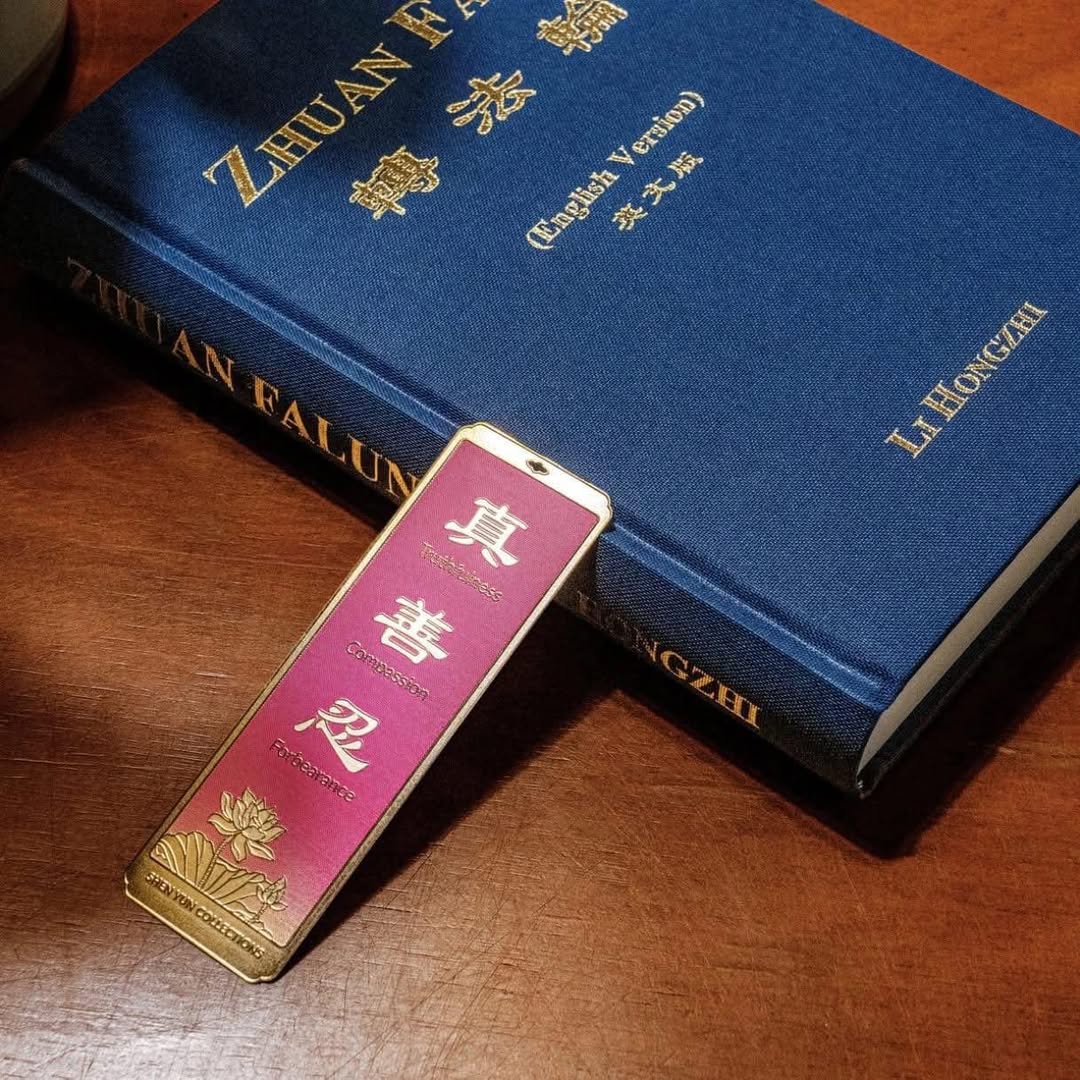 ZHUAN FA
轉法輪
(English Version)
英文版
LI HONGZHI
ZHUAN FALUN
HONGZHI
真
Truthfulness
善
Compassion
忍
Forbearance
SHEN YUN COLLECTIONS